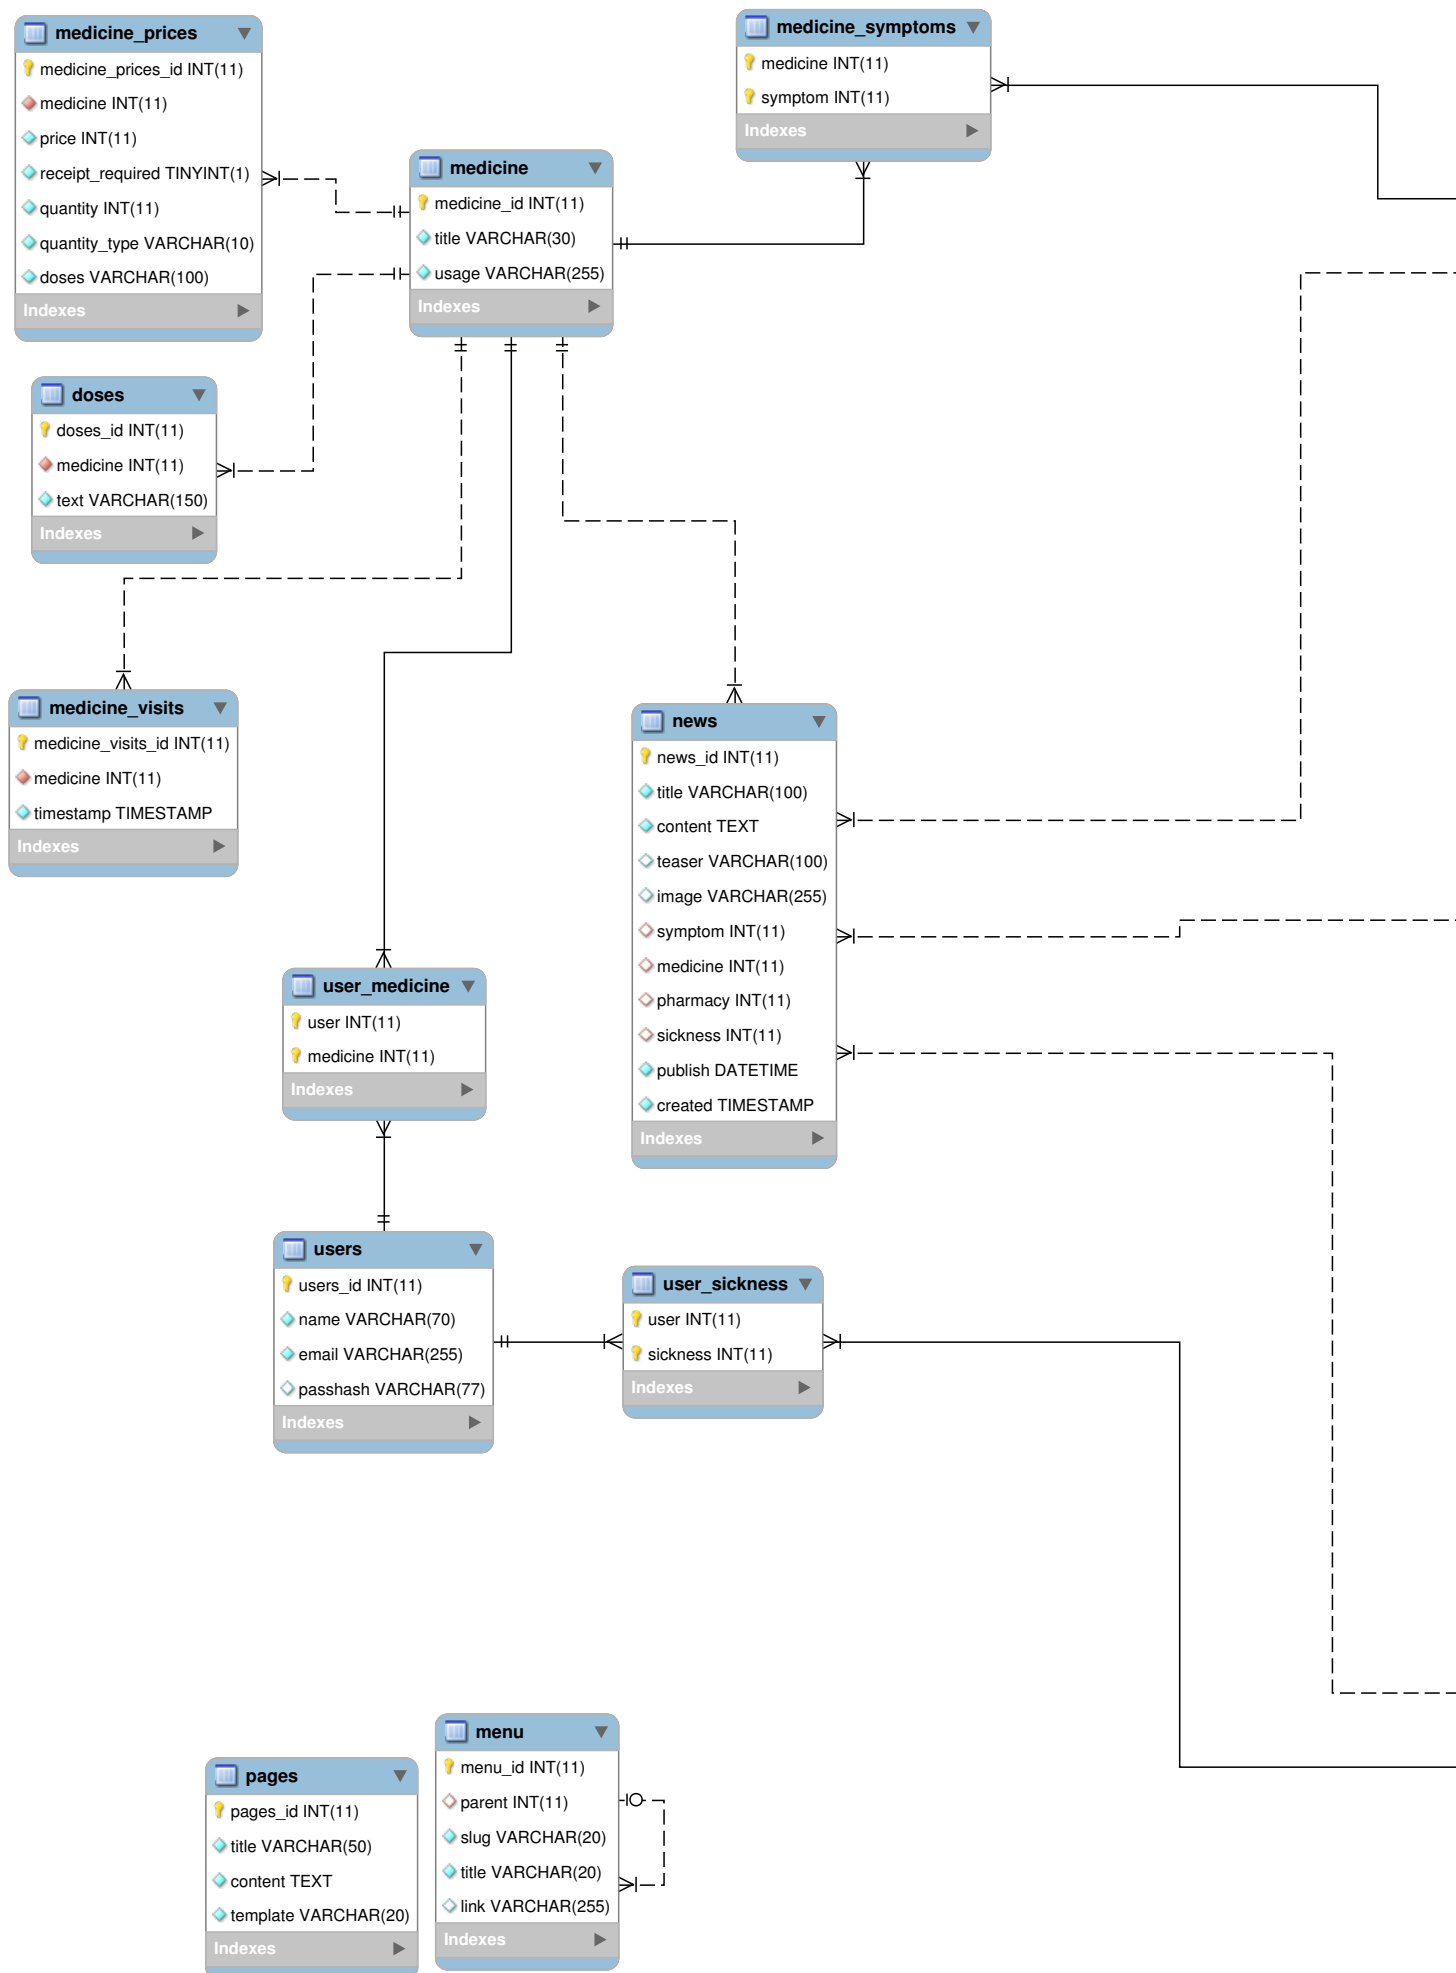 medicine_prices
medicine_prices_id INT(11)
medicine INT(11)
price INT(11)
receipt_required TINYINT(1)
quantity INT(11)
quantity_type VARCHAR(10)
doses VARCHAR(100)
Indexes
medicine_symptoms
medicine INT(11)
symptom INT(11)
Indexes
medicine
medicine_id INT(11)
title VARCHAR(30)
usage VARCHAR(255)
Indexes
doses
doses_id INT(11)
medicine INT(11)
text VARCHAR(150)
Indexes
medicine_visits
medicine_visits_id INT(11)
medicine INT(11)
timestamp TIMESTAMP
Indexes
news
news_id INT(11)
title VARCHAR(100)
content TEXT
teaser VARCHAR(100)
image VARCHAR(255)
symptom INT(11)
medicine INT(11)
pharmacy INT(11)
sickness INT(11)
publish DATETIME
created TIMESTAMP
Indexes
user_medicine
user INT(11)
medicine INT(11)
Indexes
users
users_id INT(11)
name VARCHAR(70)
email VARCHAR(255)
passhash VARCHAR(77)
Indexes
user_sickness
user INT(11)
sickness INT(11)
Indexes
pages
pages_id INT(11)
title VARCHAR(50)
content TEXT
template VARCHAR(20)
Indexes
menu
menu_id INT(11)
parent INT(11)
slug VARCHAR(20)
title VARCHAR(20)
link VARCHAR(255)
Indexes